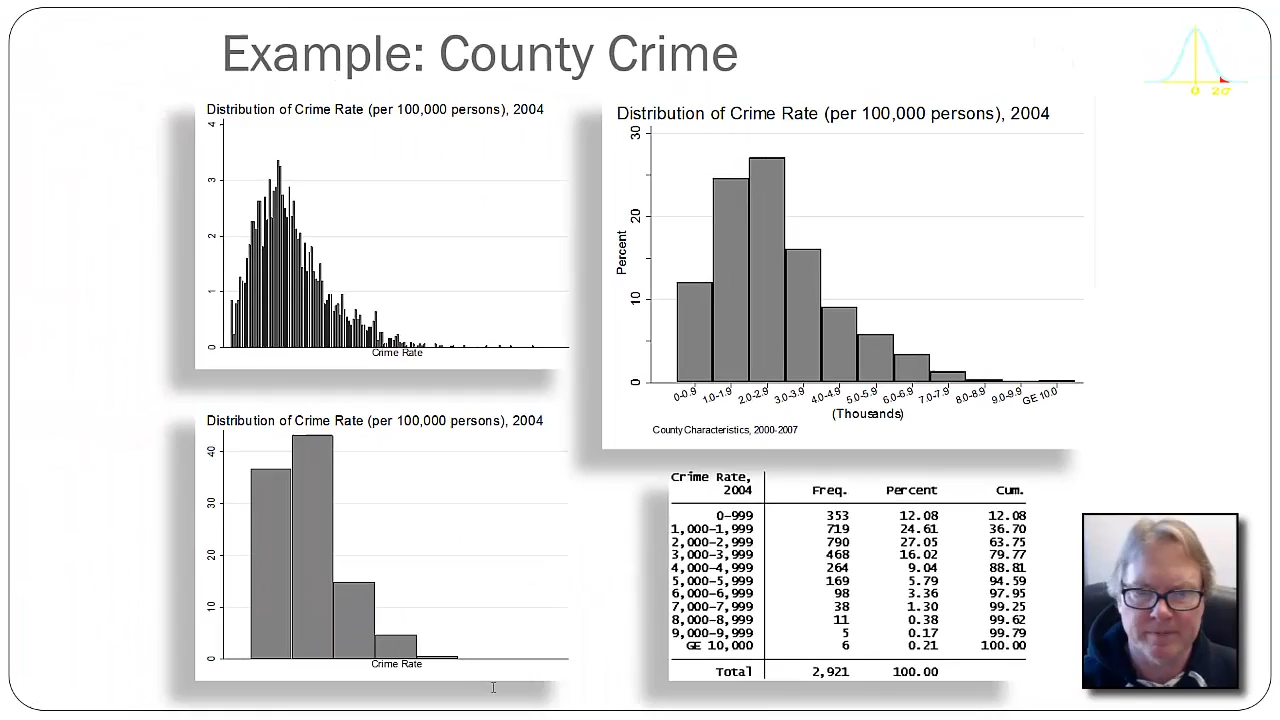 Example: County Crime
0 2σ
Distribution of Crime Rate (per 100,000 persons), 2004
4
3
2
1
0
Crime Rate
Distribution of Crime Rate (per 100,000 persons), 2004
30
20
10
0
Percent
0-0.9 1.0-1.9 2.0-2.9 3.0-3.9 4.0-4.9 5.0-5.9 6.0-6.9 7.0-7.9 8.0-8.9 9.0-9.9 GE 10.0
(Thousands)
County Characteristics, 2000-2007
Distribution of Crime Rate (per 100,000 persons), 2004
40
30
20
10
0
Crime Rate
Crime Rate,
2004 Freq. Percent Cum.
0-999 353 12.08 12.08
1,000-1,999 719 24.61 36.70
2,000-2,999 790 27.05 63.75
3,000-3,999 468 16.02 79.77
4,000-4,999 264 9.04 88.81
5,000-5,999 169 5.79 94.59
6,000-6,999 98 3.36 97.95
7,000-7,999 38 1.30 99.25
8,000-8,999 11 0.38 99.62
9,000-9,999 5 0.17 99.79
GE 10,000 6 0.21 100.00
Total 2,921 100.00